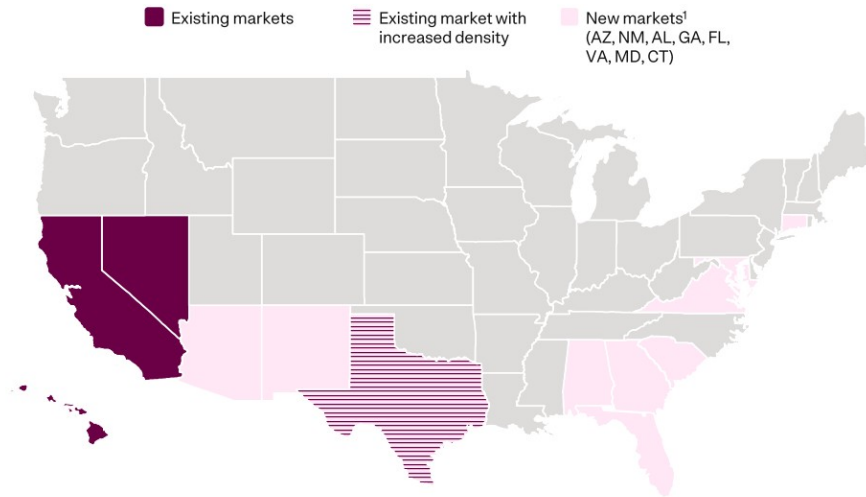 Existing markets
Existing market with
increased density
New markets¹
(AZ, NM, AL, GA, FL,
VA, MD, CT)